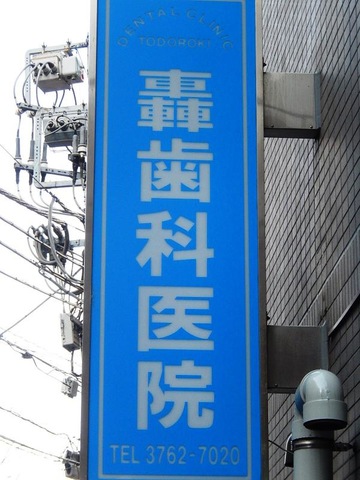 DENTAL CLINIC
TODOROKI
轟歯科医院
TEL 3762-7020